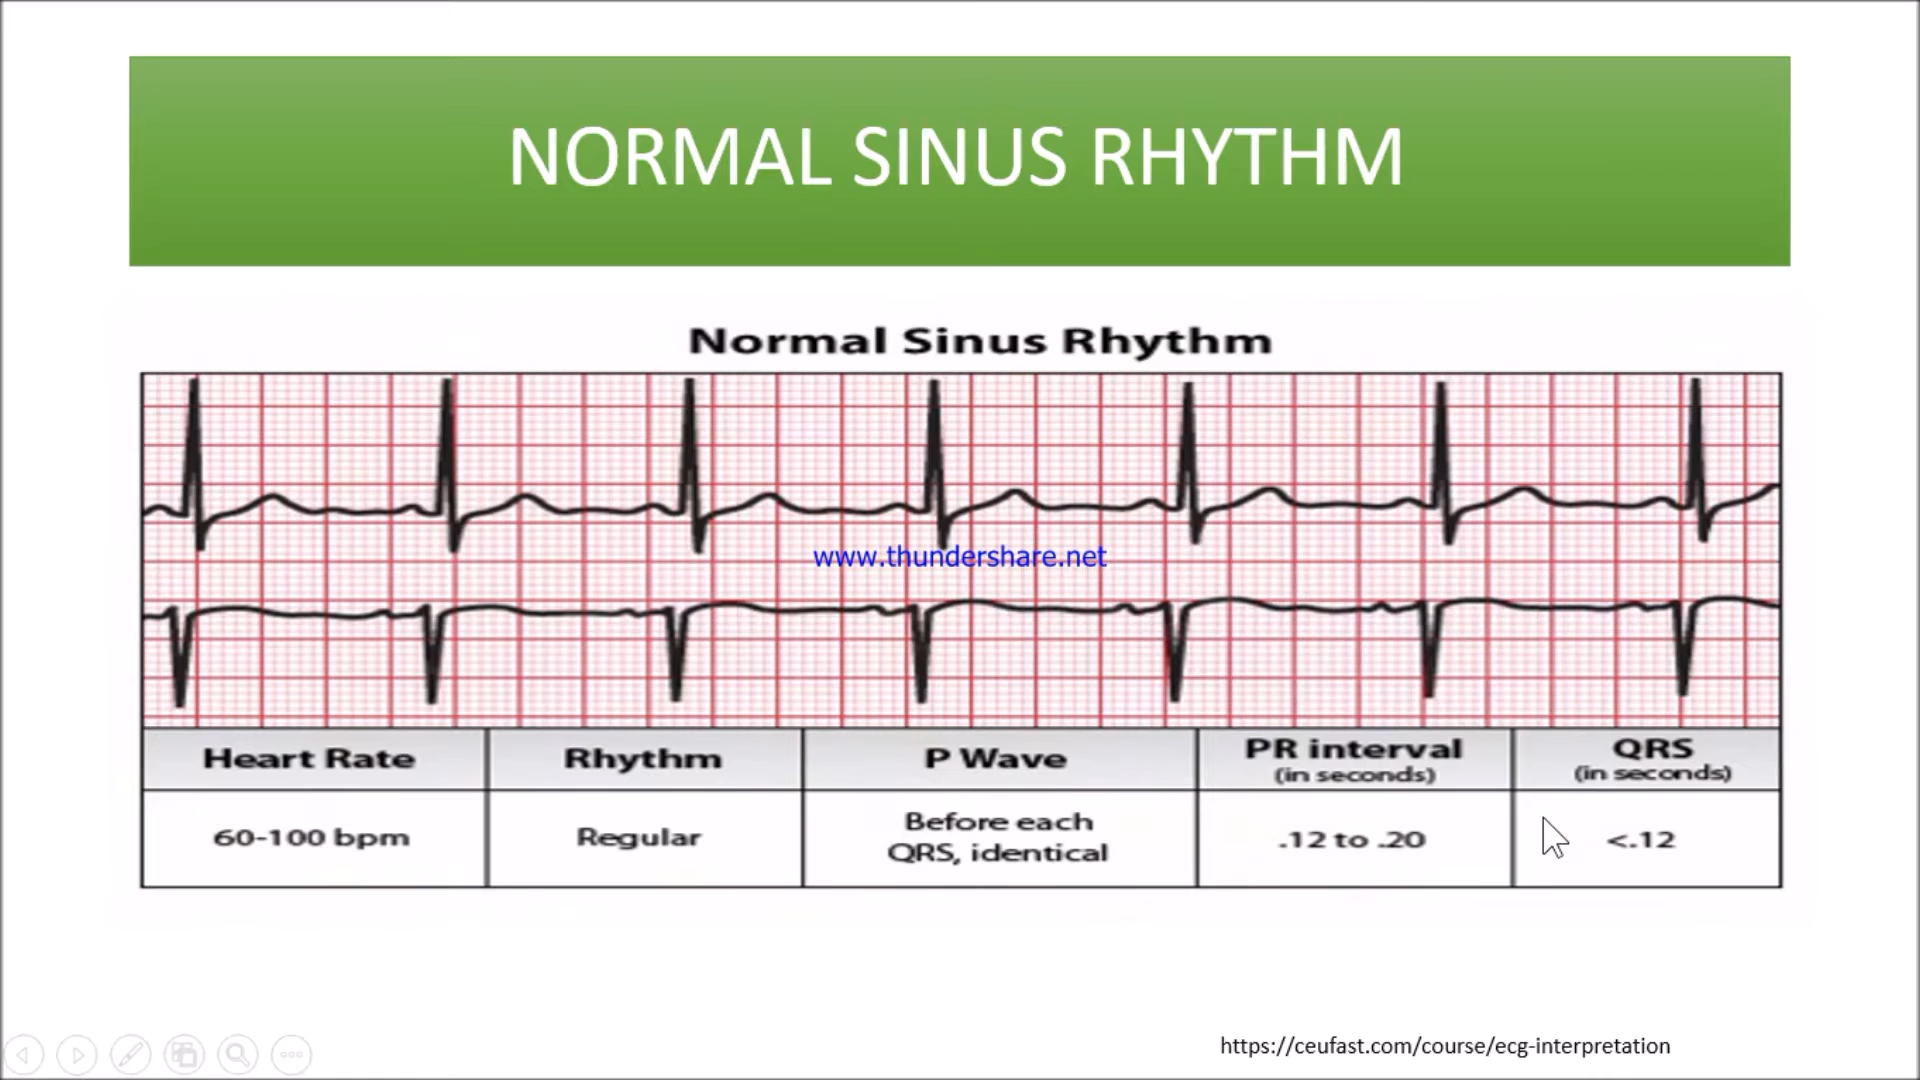 NORMAL SINUS RHYTHM
Normal Sinus Rhythm
www.thundershare.net
Heart Rate
Rhythm
P Wave
PR interval
(in seconds)
QRS
(in seconds)
60-100 bpm
Regular
Before each
QRS, identical
.12 to .20
<.12
https://ceufast.com/course/ecg-interpretation